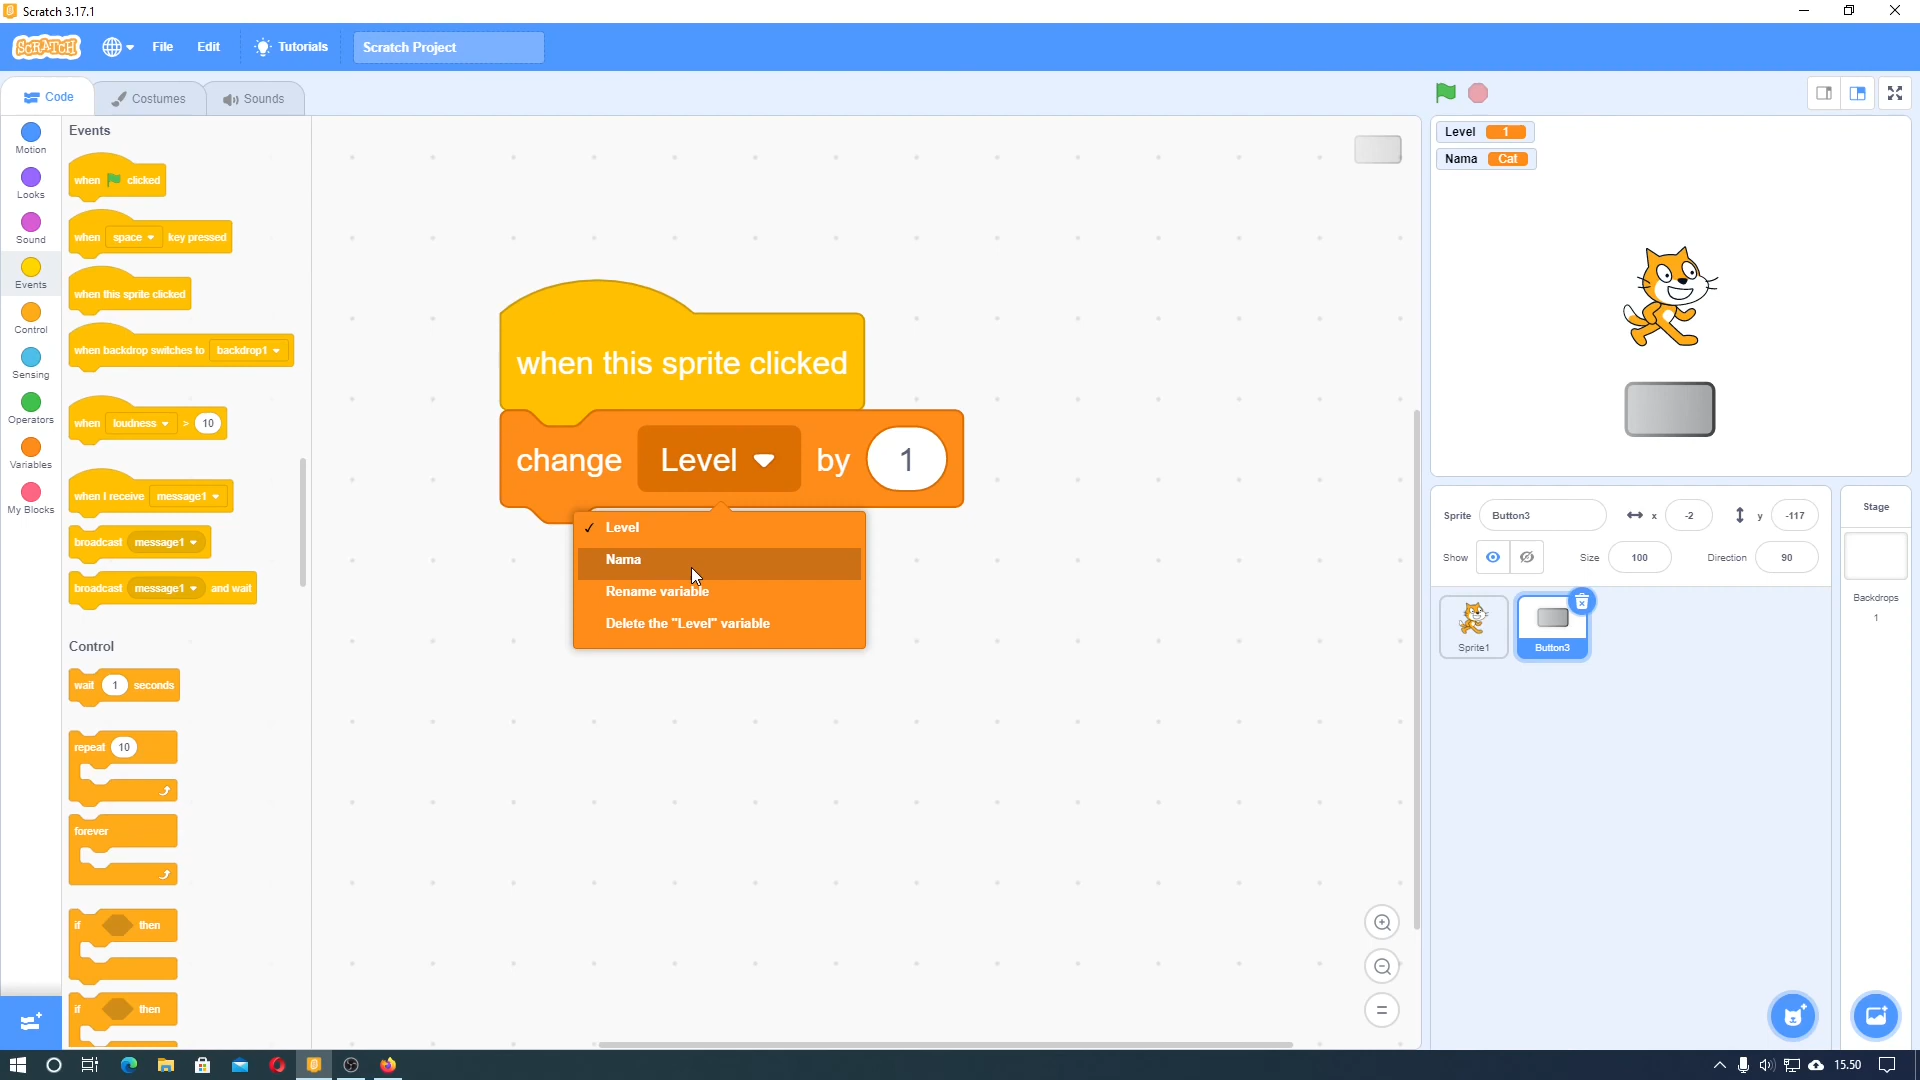 Scratch 3.17.1
SCRATCH File Edit Tutorials Scratch Project
Code Costumes Sounds
Motion
Looks
Sound
Events
Control
Sensing
Operators
Variables
My Blocks
Events
when clicked
when space key pressed
when this sprite clicked
when backdrop switches to backdrop1
when loudness > 10
when I receive message1
broadcast message1
broadcast message1 and wait
Control
wait 1 seconds
repeat 10
forever
if then
if then
when this sprite clicked
change Level by 1
✓ Level
Nama
Rename variable
Delete the "Level" variable
Level 1
Nama Cat
Sprite Button3 x -2 y -117
Show Size 100 Direction 90
Sprite1
Button3
Stage
Backdrops
1
15.50